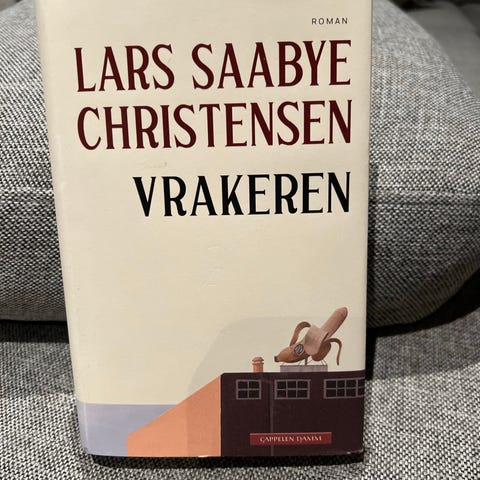 ROMAN
LARS SAABYE
CHRISTENSEN
VRAKEREN
CAPPELEN DAMM